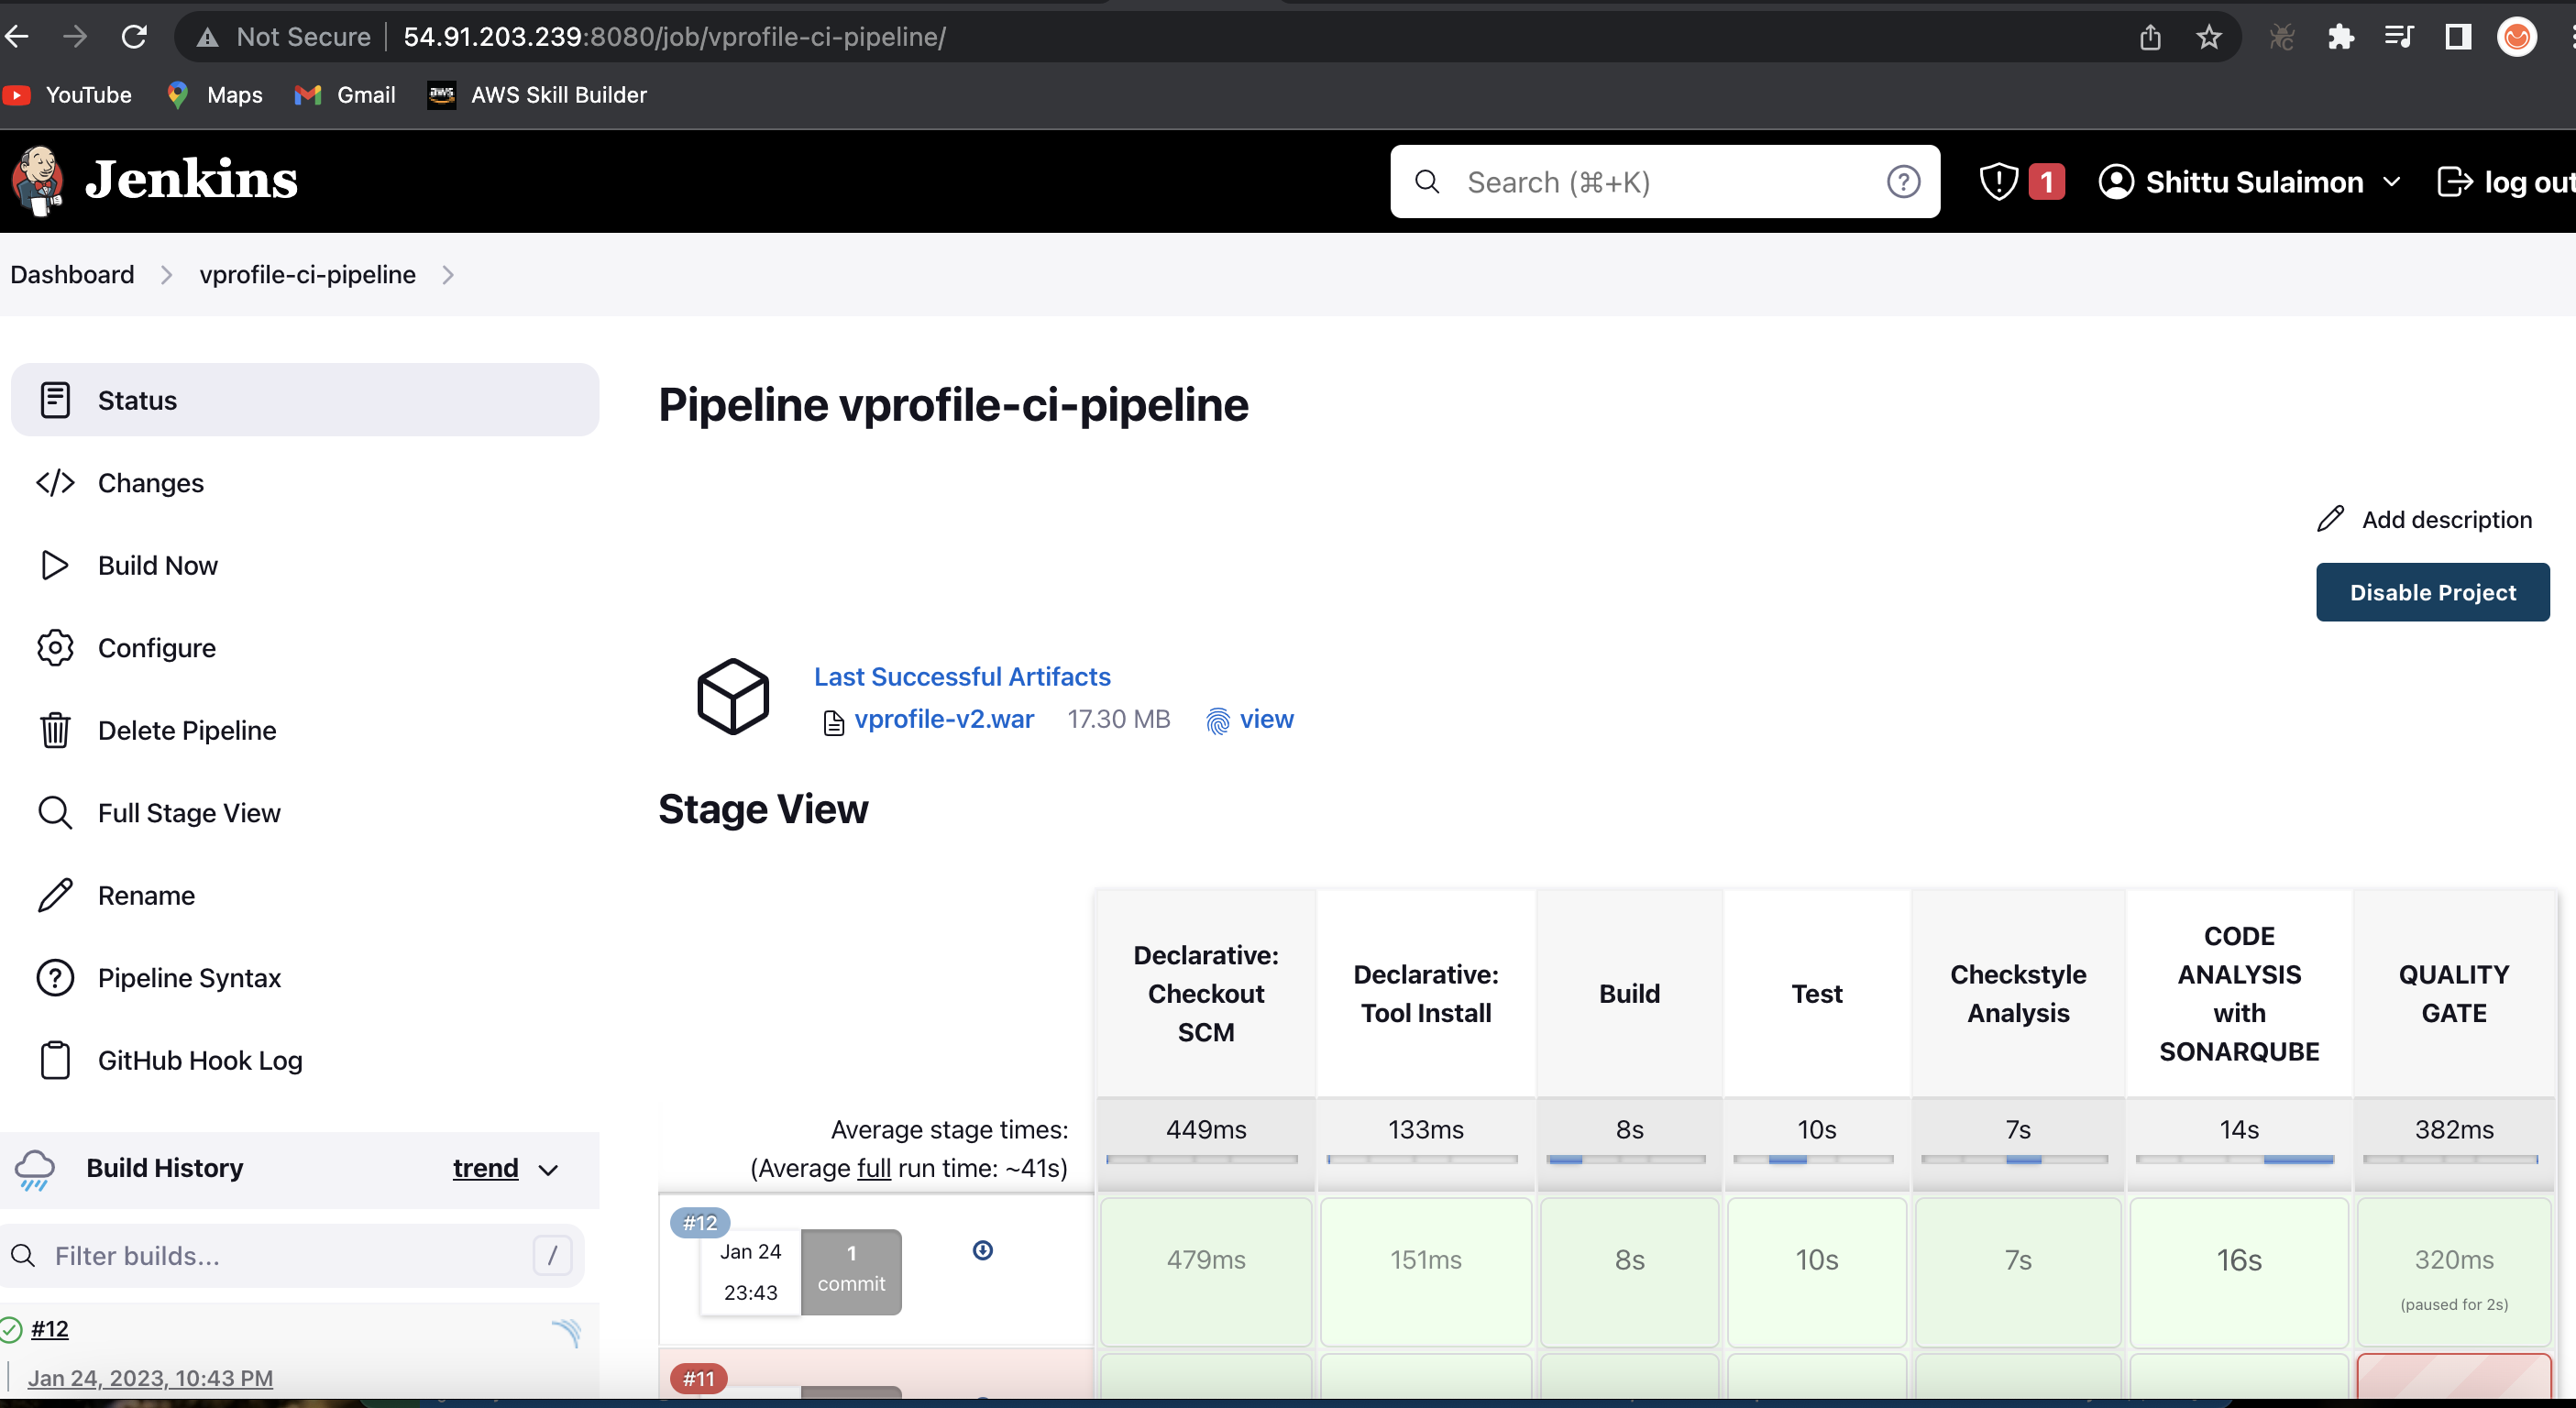 Not Secure 54.91.203.239:8080/job/vprofile-ci-pipeline/
YouTube Maps Gmail AWS Skill Builder
Jenkins Search (⌘+K) 1 Shittu Sulaimon log out
Dashboard vprofile-ci-pipeline
Status
Changes
Build Now
Configure
Delete Pipeline
Full Stage View
Rename
Pipeline Syntax
GitHub Hook Log
Build History trend
Filter builds... /
#12
Jan 24, 2023, 10:43 PM
Pipeline vprofile-ci-pipeline
Add description
Disable Project
Last Successful Artifacts
vprofile-v2.war 17.30 MB view
Stage View
Declarative:
Checkout
SCM
Declarative:
Tool Install
Build
Test
Checkstyle
Analysis
CODE
ANALYSIS
with
SONARQUBE
QUALITY
GATE
Average stage times:
(Average full run time: ~41s)
449ms 133ms 8s 10s 7s 14s 382ms
#12
Jan 24
23:43
1
commit
479ms 151ms 8s 10s 7s 16s 320ms
(paused for 2s)
#11